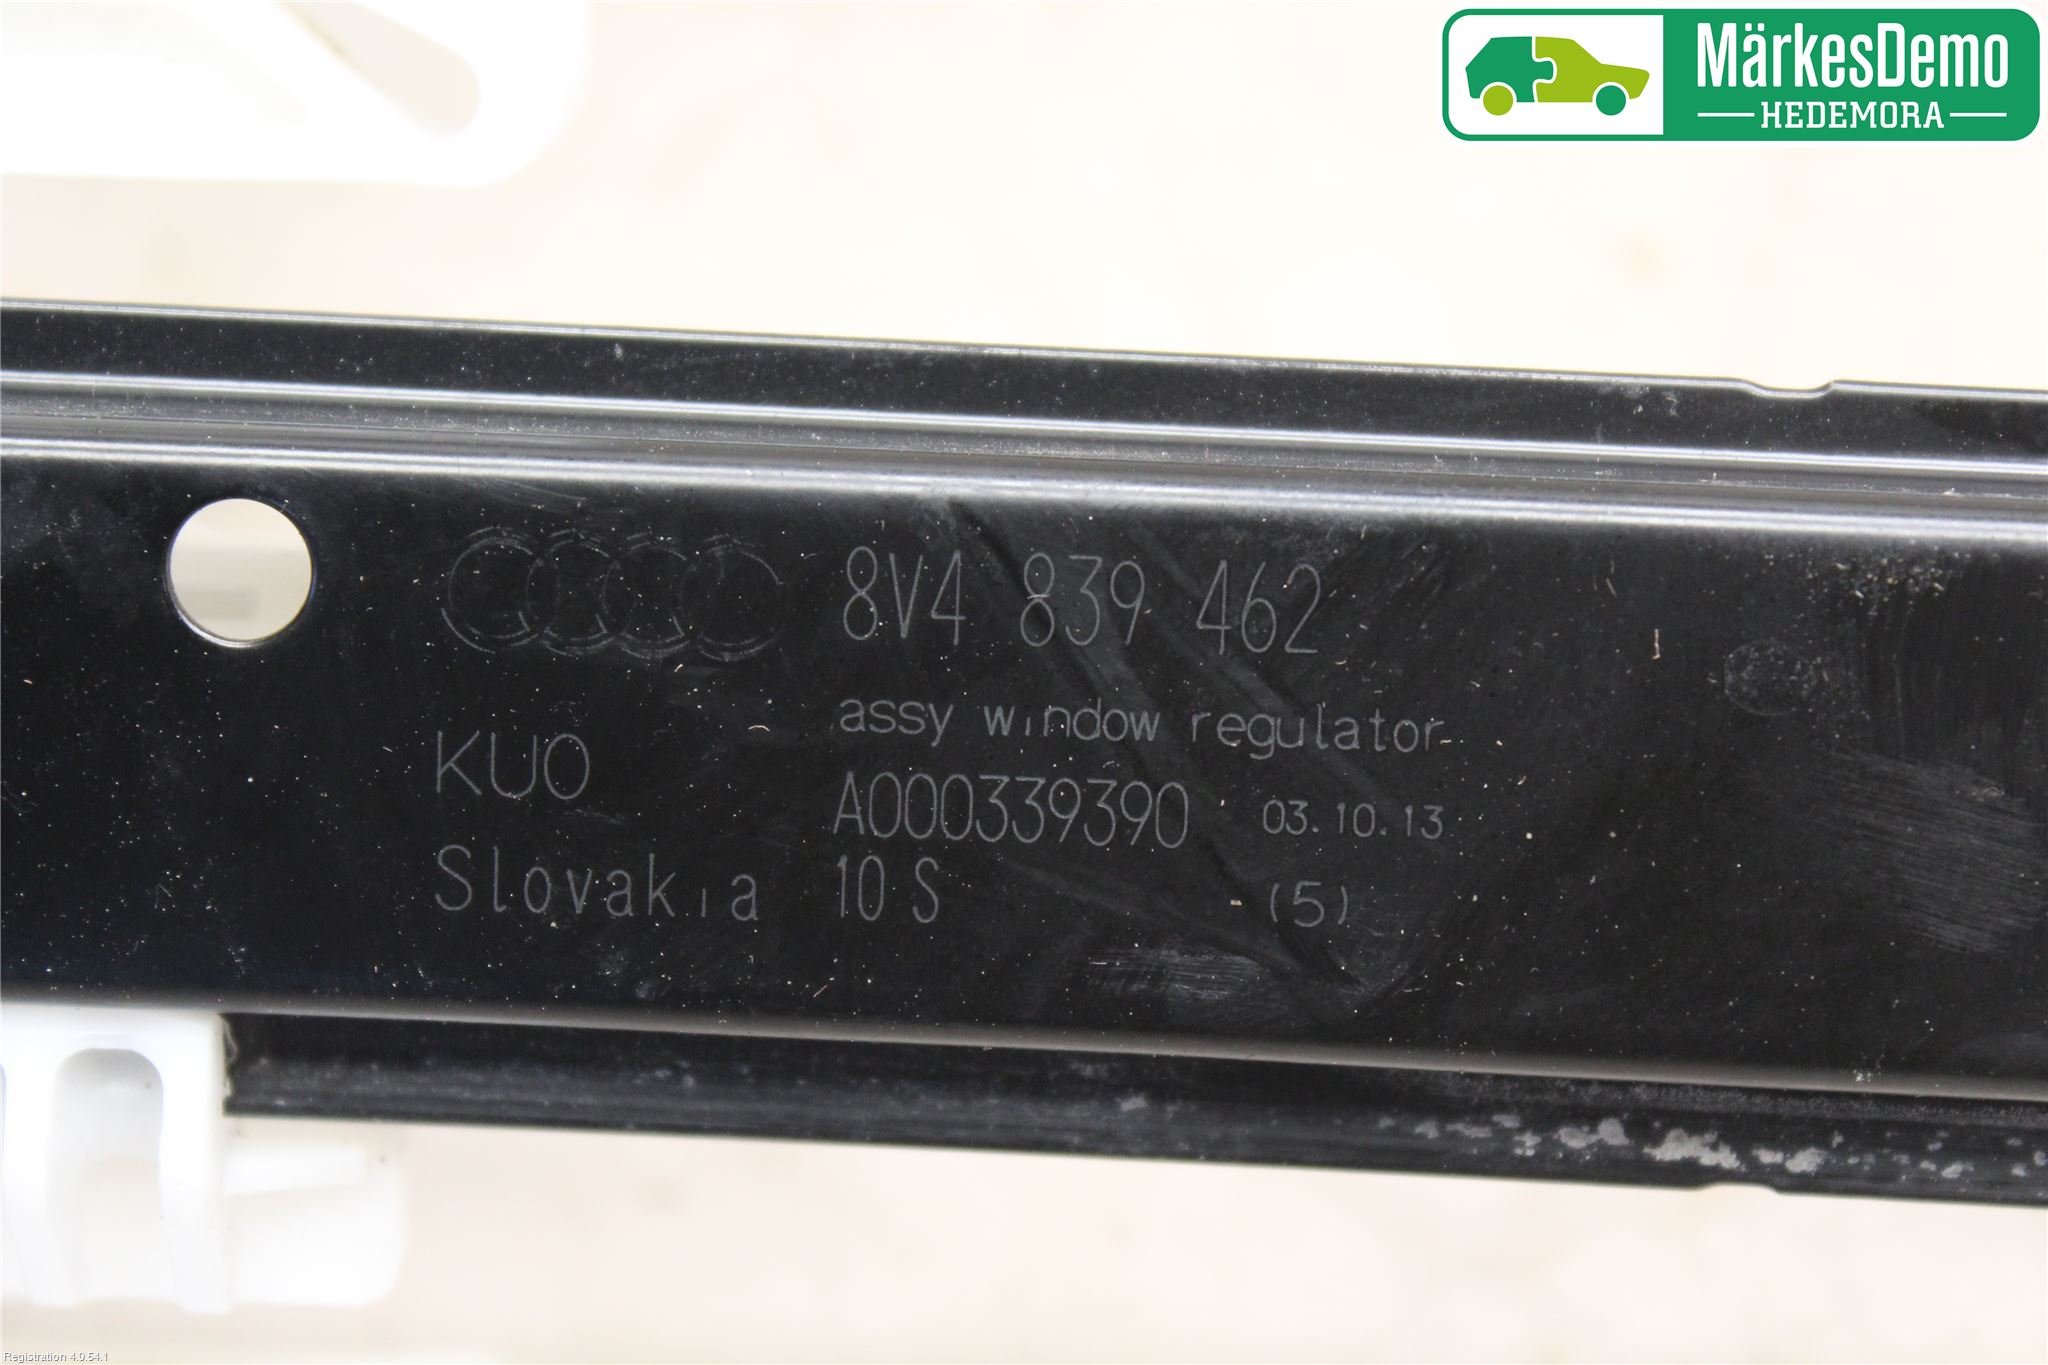 MärkesDemo
HEDEMORA
8V4 839 462
assy window regulator
KUO
A000339390 03.10.13
Slovakia 10 S (5)
Registration 4.0.54.1